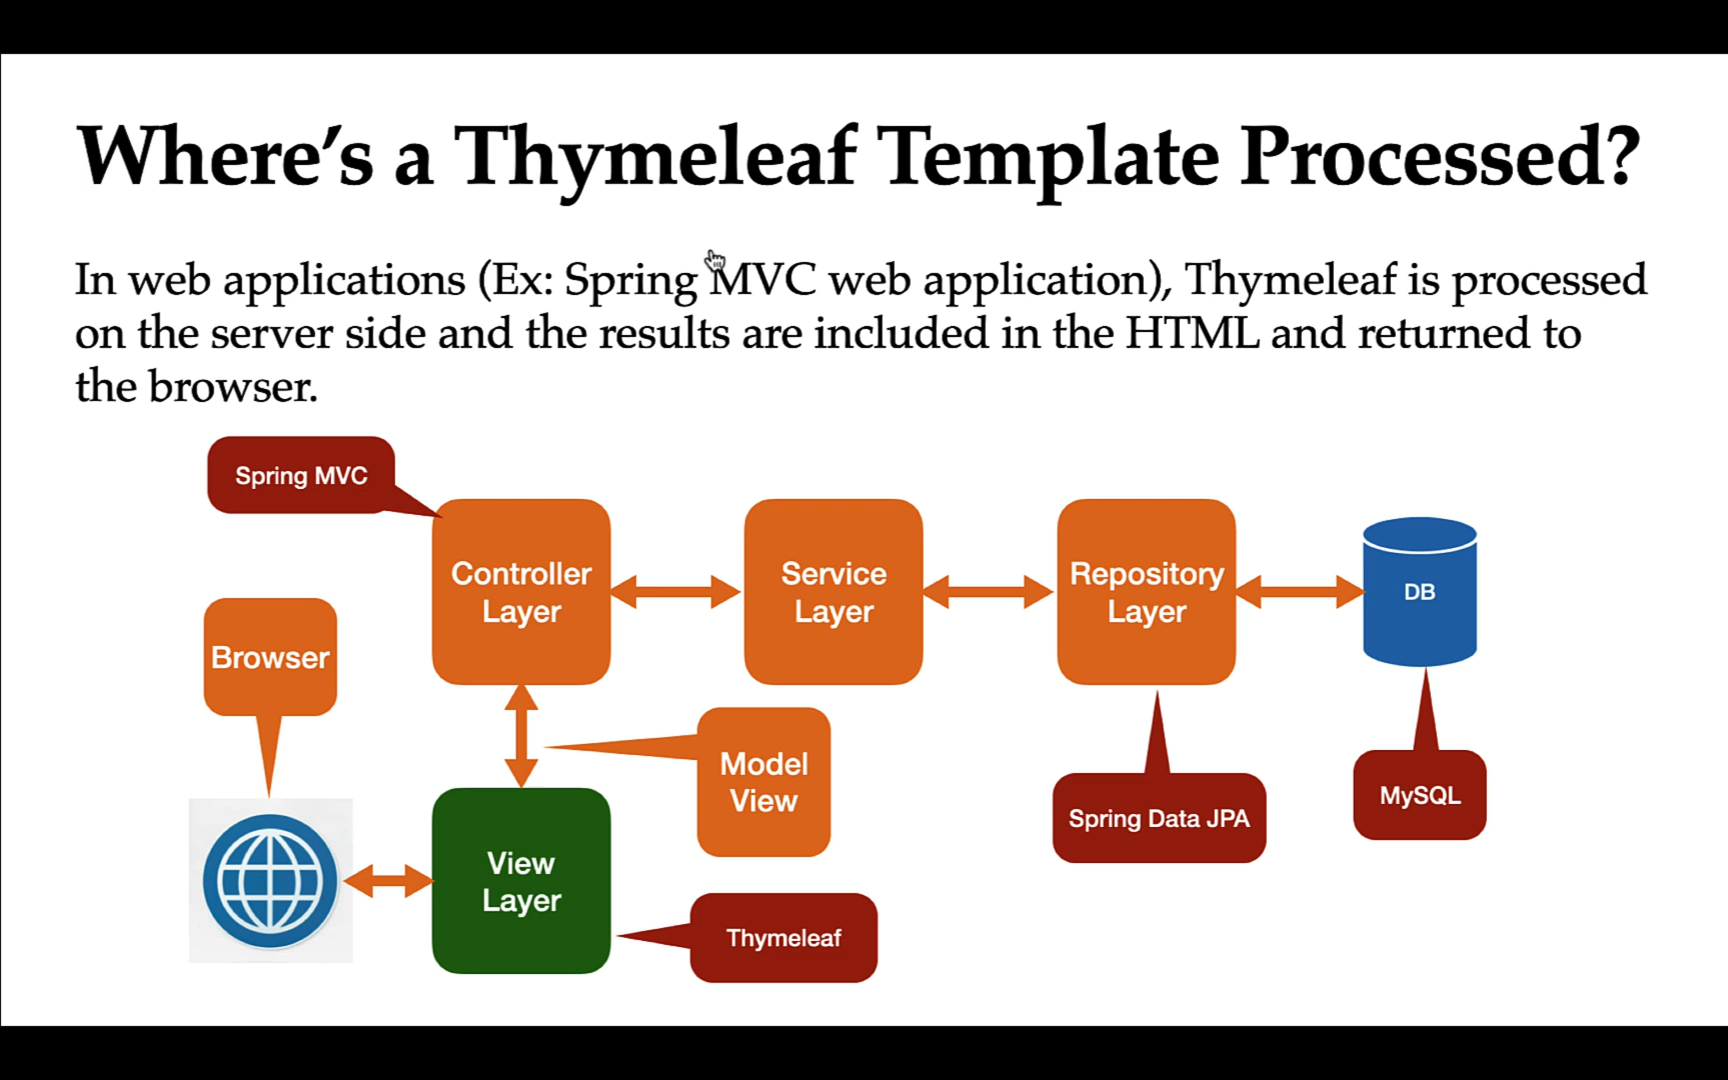 Where's a Thymeleaf Template Processed?
In web applications (Ex: Spring MVC web application), Thymeleaf is processed
on the server side and the results are included in the HTML and returned to
the browser.
Spring MVC
Controller
Layer
Service
Layer
Repository
Layer
DB
Browser
Model
View
Spring Data JPA
MySQL
View
Layer
Thymeleaf